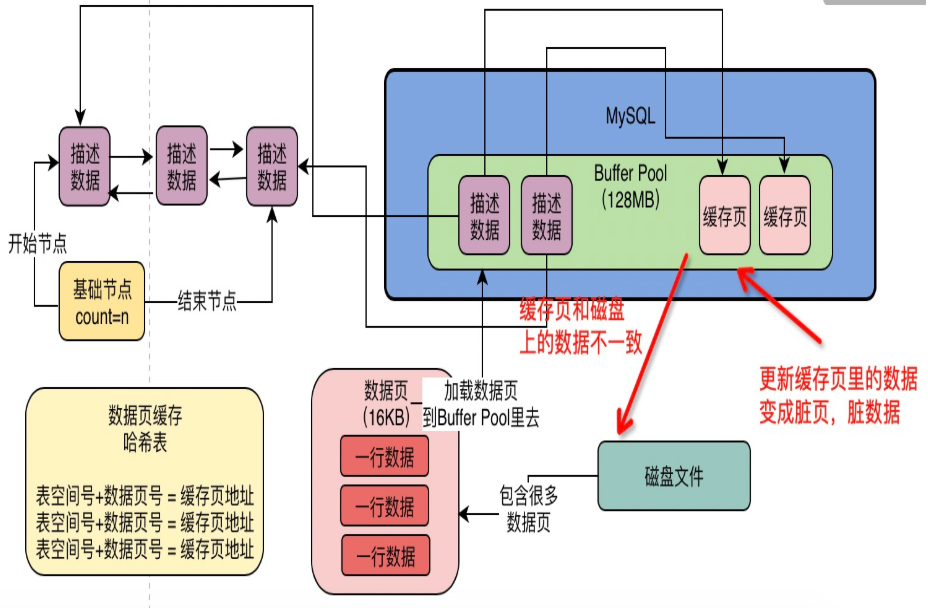 MySQL
Buffer Pool
(128MB)
描述
数据
描述
数据
描述
数据
描述
数据
描述
数据
缓存页
缓存页
开始节点
基础节点
count=n
结束节点
缓存页和磁盘
上的数据不一致
更新缓存页里的数据
变成脏页，脏数据
数据页
(16KB)
加载数据页
到Buffer Pool里去
一行数据
一行数据
一行数据
包含很多
数据页
磁盘文件
数据页缓存
哈希表
表空间号+数据页号 = 缓存页地址
表空间号+数据页号 = 缓存页地址
表空间号+数据页号 = 缓存页地址